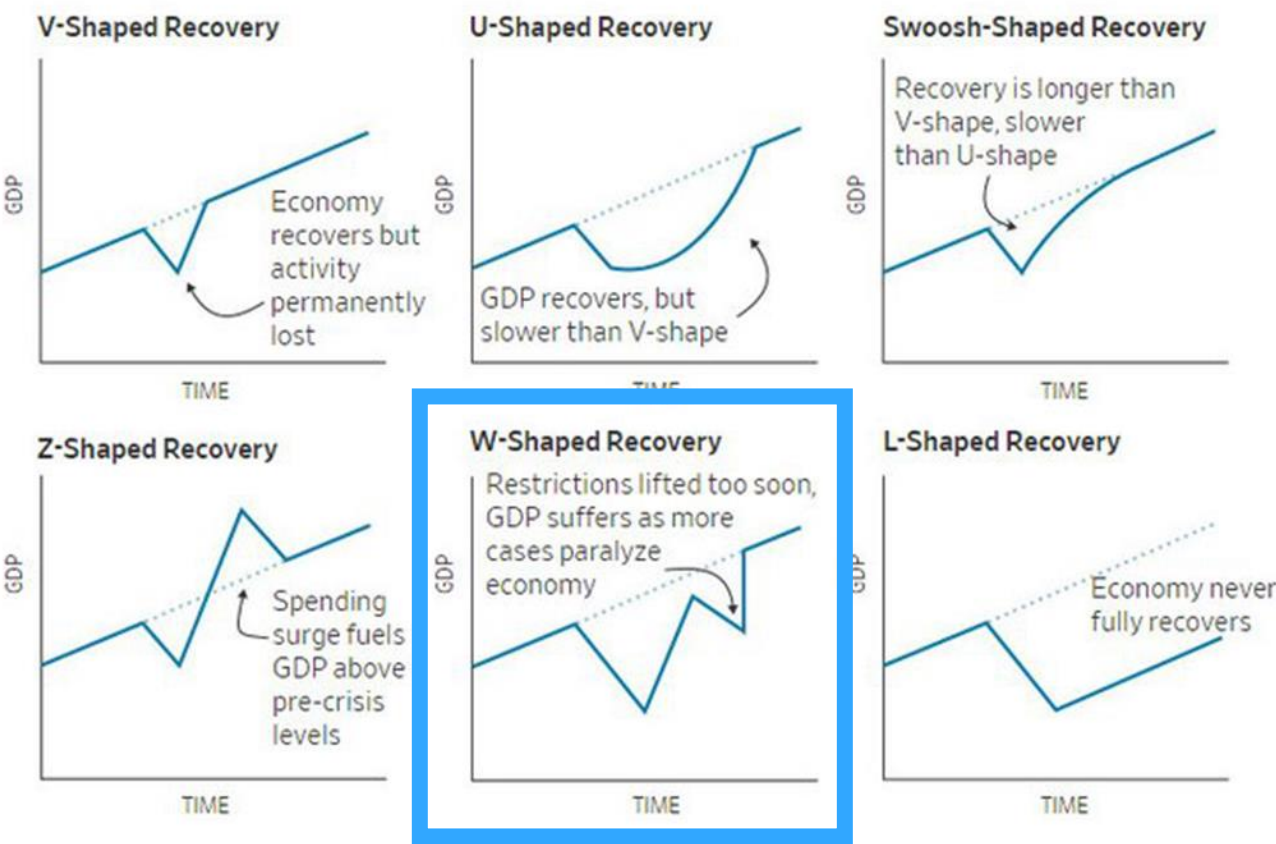 V-Shaped Recovery
GDP
Economy
recovers but
activity
permanently
lost
TIME
U-Shaped Recovery
GDP
GDP recovers, but
slower than V-shape
TIME
Swoosh-Shaped Recovery
GDP
Recovery is longer than
V-shape, slower
than U-shape
TIME
Z-Shaped Recovery
GDP
Spending
surge fuels
GDP above
pre-crisis
levels
TIME
W-Shaped Recovery
GDP
Restrictions lifted too soon,
GDP suffers as more
cases paralyze
economy
TIME
L-Shaped Recovery
GDP
Economy never
fully recovers
TIME